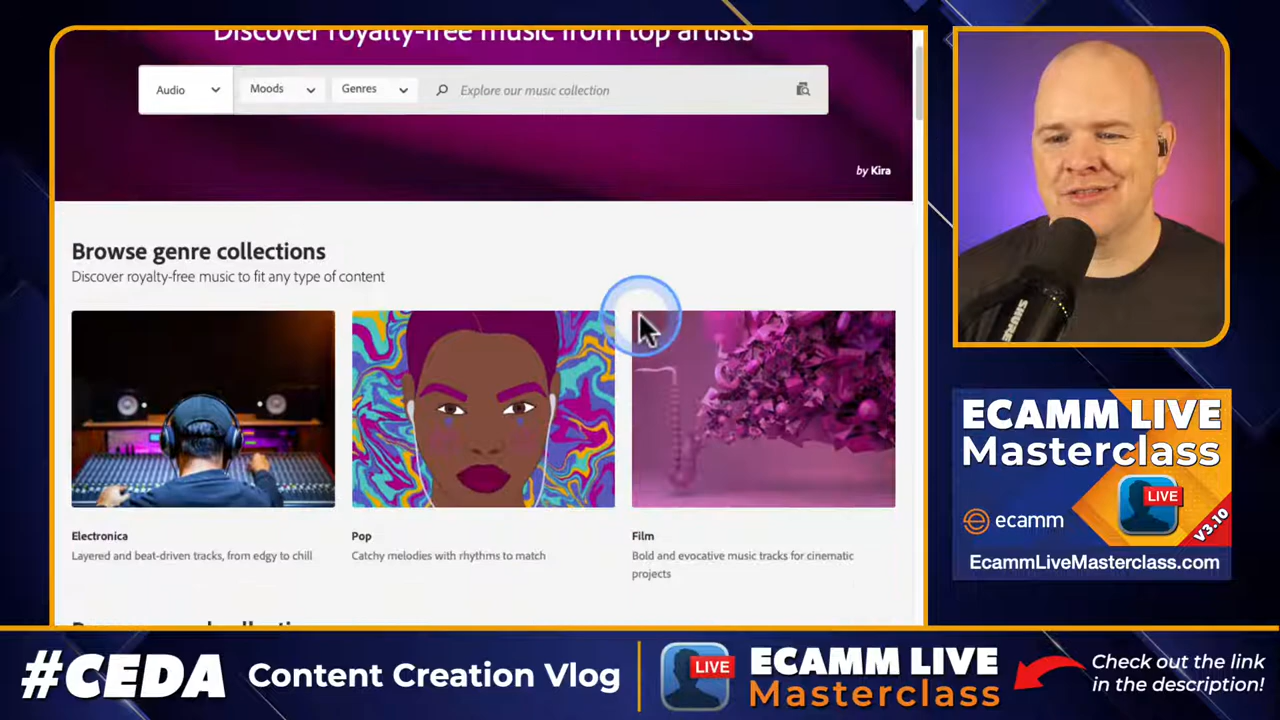 Discover royalty-free music from top artists
Audio
Moods
Genres
Explore our music collection
by Kira
Browse genre collections
Discover royalty-free music to fit any type of content
Electronica
Layered and beat-driven tracks, from edgy to chill
Pop
Catchy melodies with rhythms to match
Film
Bold and evocative music tracks for cinematic
projects
SHURE
ECAMM LIVE
Masterclass
LIVE
ecamm
V3.10
EcammLiveMasterclass.com
#CEDA
Content Creation Vlog
LIVE
ECAMM LIVE
Masterclass
Check out the link
in the description!